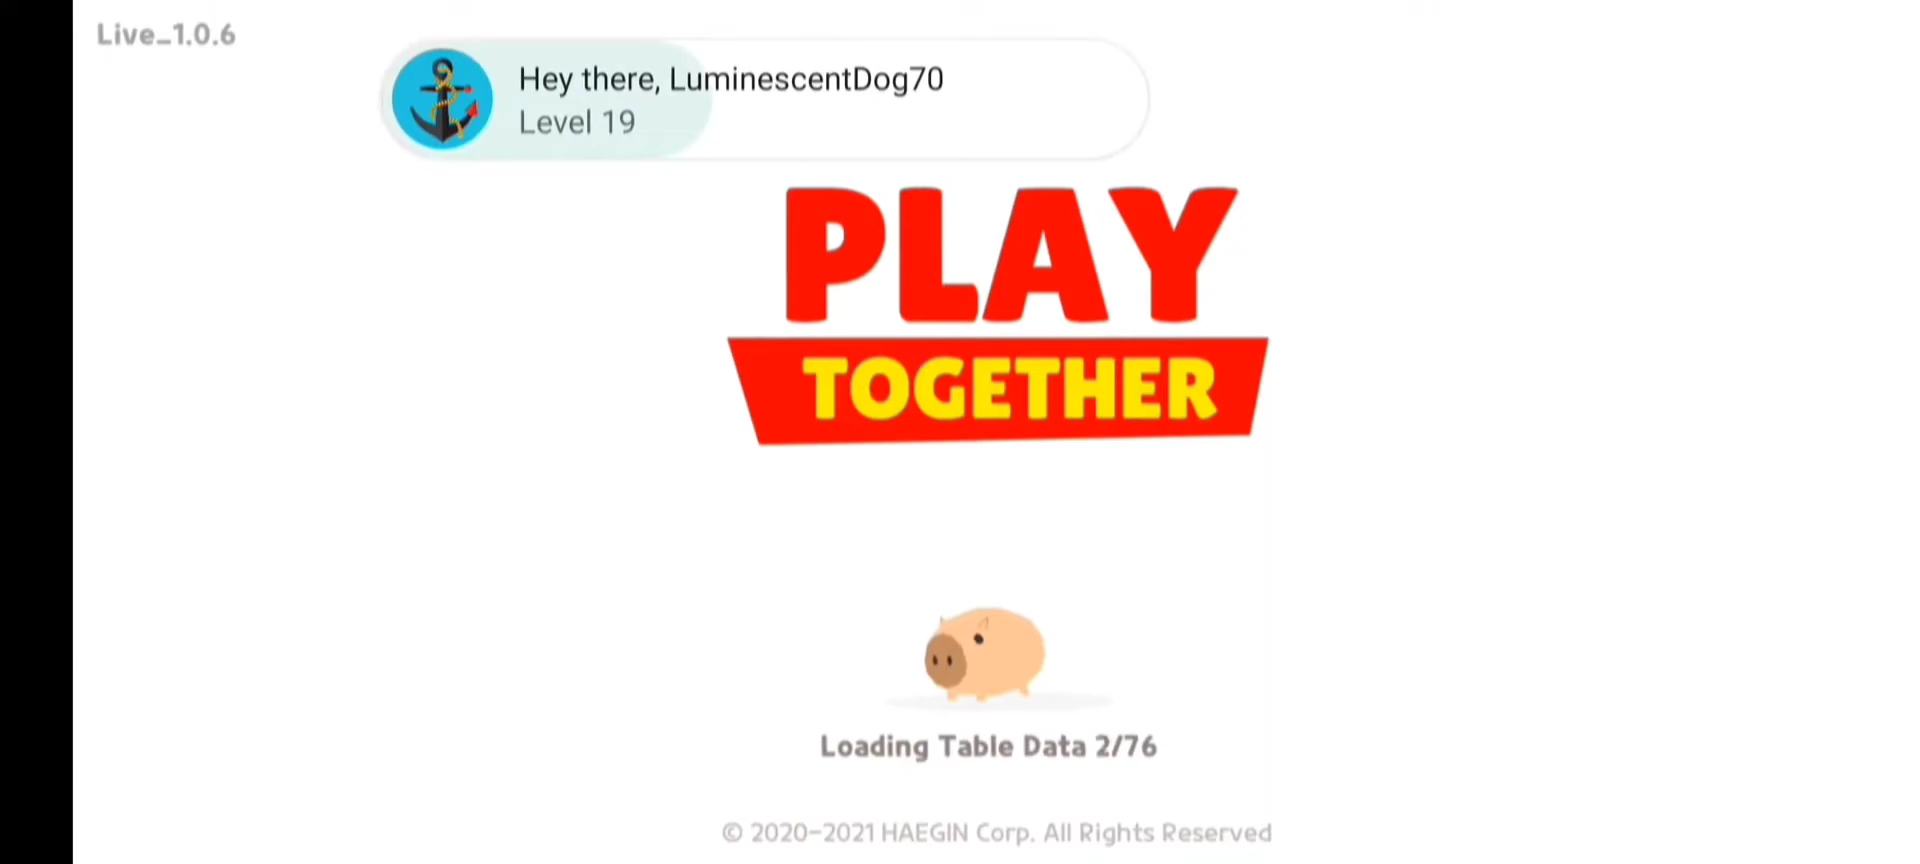 Live_1.0.6
Hey there, LuminescentDog70
Level 19
PLAY
TOGETHER
Loading Table Data 2/76
© 2020-2021 HAEGIN Corp. All Rights Reserved